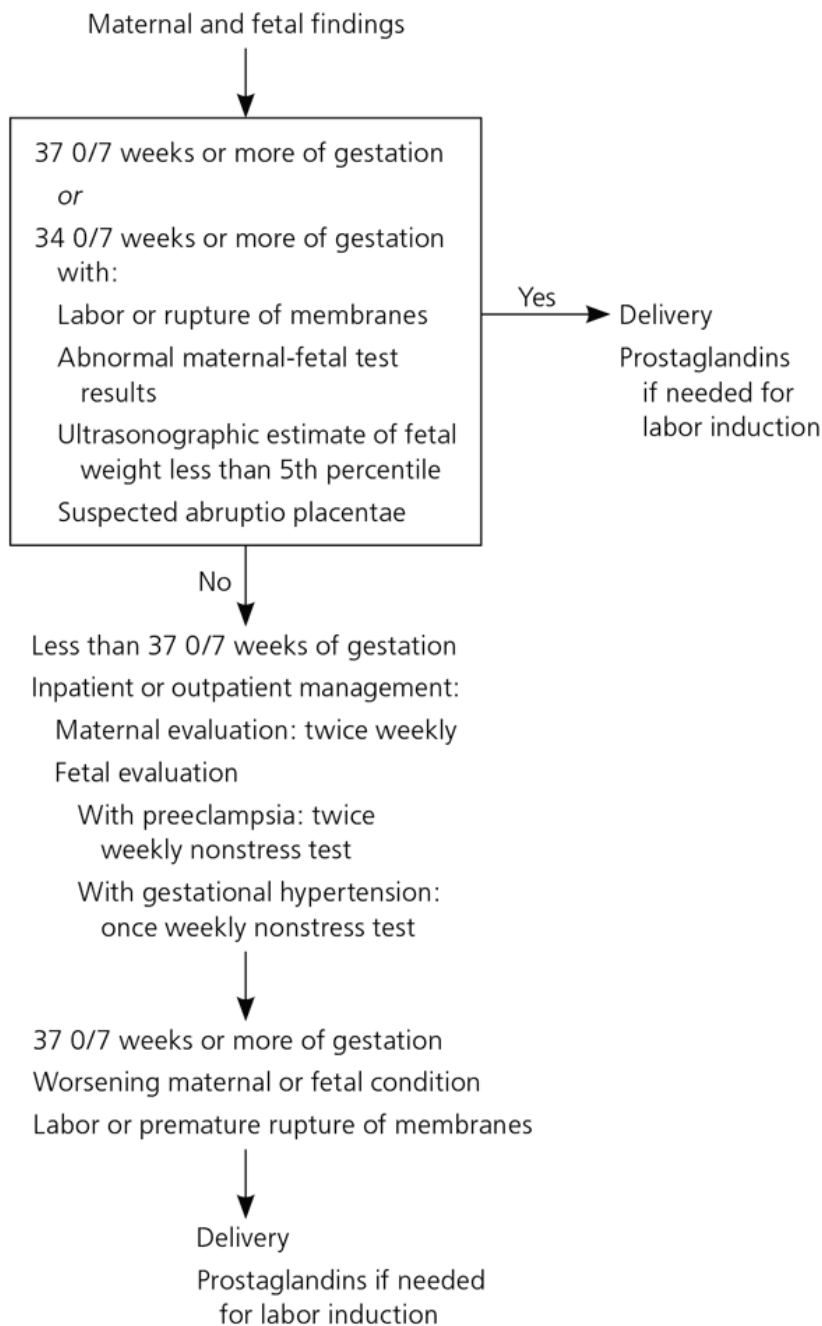 Maternal and fetal findings
37 0/7 weeks or more of gestation
or
34 0/7 weeks or more of gestation
with:
Labor or rupture of membranes
Abnormal maternal-fetal test
results
Ultrasonographic estimate of fetal
weight less than 5th percentile
Suspected abruptio placentae
Yes
Delivery
Prostaglandins
if needed for
labor induction
No
Less than 37 0/7 weeks of gestation
Inpatient or outpatient management:
Maternal evaluation: twice weekly
Fetal evaluation
With preeclampsia: twice
weekly nonstress test
With gestational hypertension:
once weekly nonstress test
37 0/7 weeks or more of gestation
Worsening maternal or fetal condition
Labor or premature rupture of membranes
Delivery
Prostaglandins if needed
for labor induction